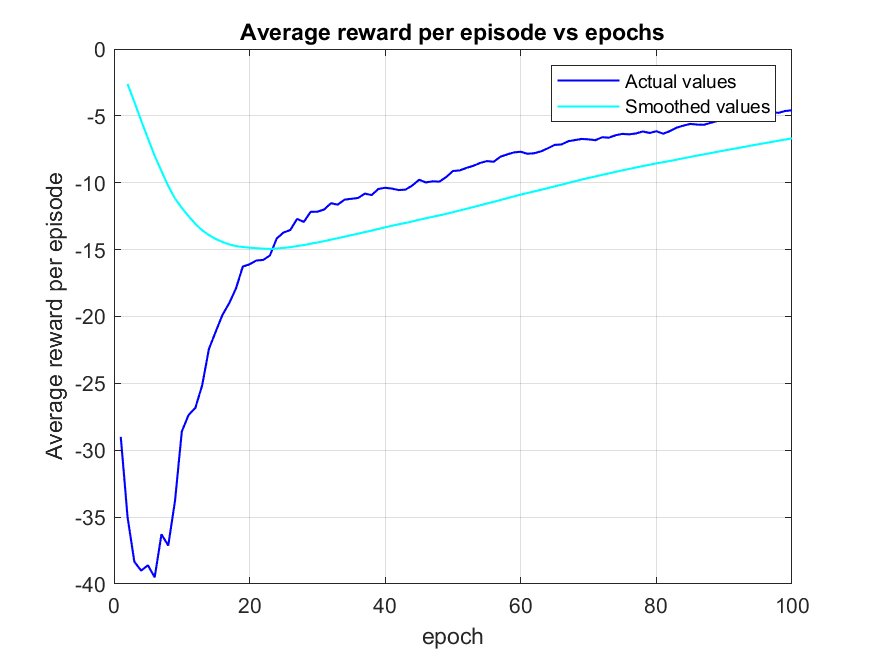 Average reward per episode vs epochs
Actual values
Smoothed values
Average reward per episode
0
-5
-10
-15
-20
-25
-30
-35
-40
0 20 40 60 80 100
epoch